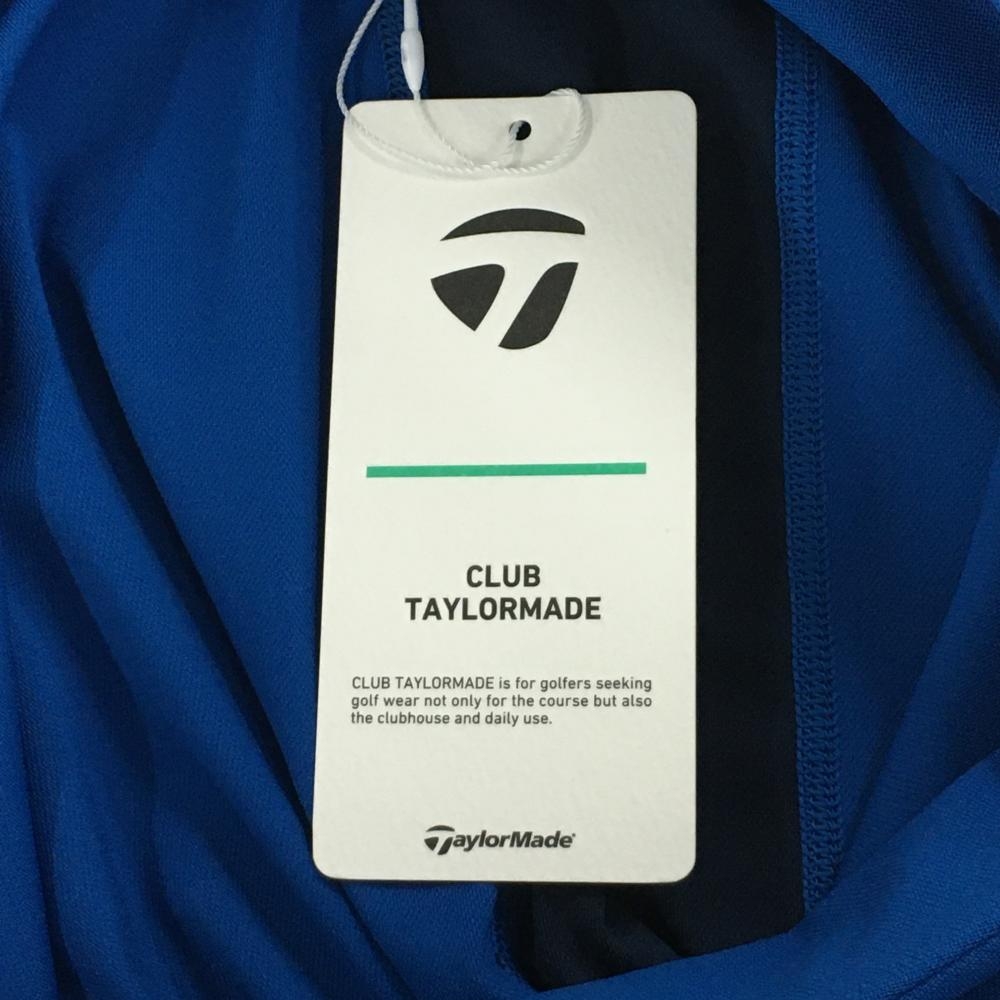 CLUB
TAYLORMADE
CLUB TAYLORMADE is for golfers seeking
golf wear not only for the course but also
the clubhouse and daily use.
TaylorMade®